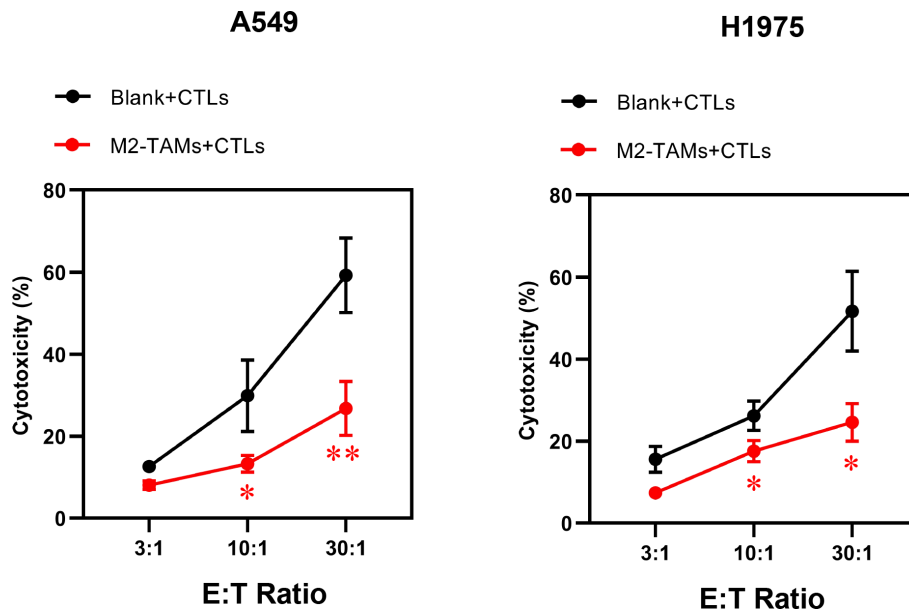 A549
Blank+CTLs
M2-TAMs+CTLs
80
60
40
20
0
Cytotoxicity (%)
*
**
3:1
10:1
30:1
E:T Ratio
H1975
Blank+CTLs
M2-TAMs+CTLs
80
60
40
20
0
Cytotoxicity (%)
*
*
3:1
10:1
30:1
E:T Ratio